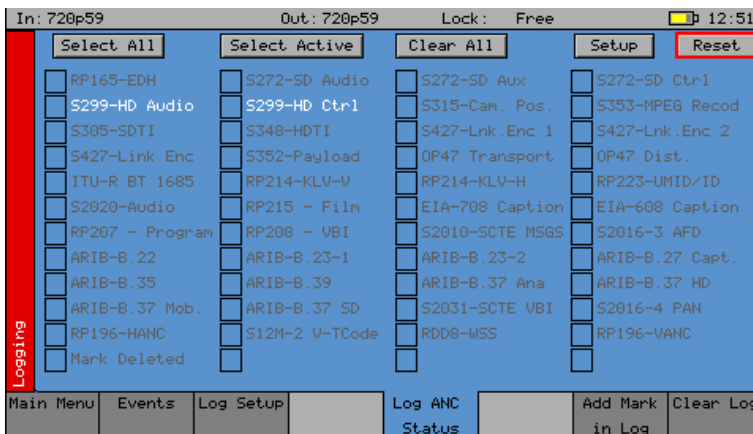 In: 720p59 Out: 720p59 Lock: Free 12:51
Select All Select Active Clear All Setup Reset
RP165-EDH S272-SD Audio S272-SD Aux S272-SD Ctrl
S299-HD Audio S299-HD Ctrl S315-Cam. Pos. S353-MPEG Recod
S305-SDTI S348-HDTI S427-Lnk.Enc 1 S427-Lnk.Enc 2
S427-Link Enc S352-Payload OP47 Transport OP47 Dist.
ITU-R BT 1685 RP214-KLV-V RP214-KLV-H RP223-UMID/ID
S2020-Audio RP215 - Film EIA-708 Caption EIA-608 Caption
RP207 - Program RP208 - VBI S2010-SCTE MSGS S2016-3 AFD
ARIB-B.22 ARIB-B.23-1 ARIB-B.23-2 ARIB-B.27 Capt.
ARIB-B.35 ARIB-B.39 ARIB-B.37 Ana ARIB-B.37 HD
ARIB-B.37 Mob. ARIB-B.37 SD S2031-SCTE VBI S2016-4 PAN
RP196-HANC S12M-2 V-TCode RDD8-WSS RP196-VANC
Mark Deleted
Logging
Main Menu Events Log Setup Log ANC Status Add Mark in Log Clear Log